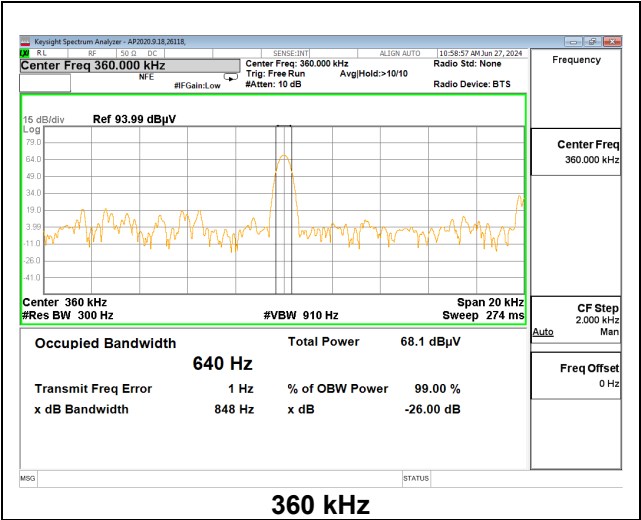 Keysight Spectrum Analyzer - AP2020.9.18,26118,
RL RF 50 Ω DC SENSE:INT ALIGN AUTO 10:58:57 AM Jun 27, 2024
Center Freq 360.000 kHz Center Freq: 360.000 kHz Radio Std: None
NFE Trig: Free Run Avg|Hold:>10/10
#IFGain:Low #Atten: 10 dB Radio Device: BTS
Frequency
15 dB/div Ref 93.99 dBµV
Log
79.0
64.0
49.0
34.0
19.0
3.99
-11.0
-26.0
-41.0
Center 360 kHz Span 20 kHz
#Res BW 300 Hz #VBW 910 Hz Sweep 274 ms
Center Freq
360.000 kHz
CF Step
2.000 kHz
Auto Man
Freq Offset
0 Hz
Occupied Bandwidth Total Power 68.1 dBµV
640 Hz
Transmit Freq Error 1 Hz % of OBW Power 99.00 %
x dB Bandwidth 848 Hz x dB -26.00 dB
MSG STATUS
360 kHz